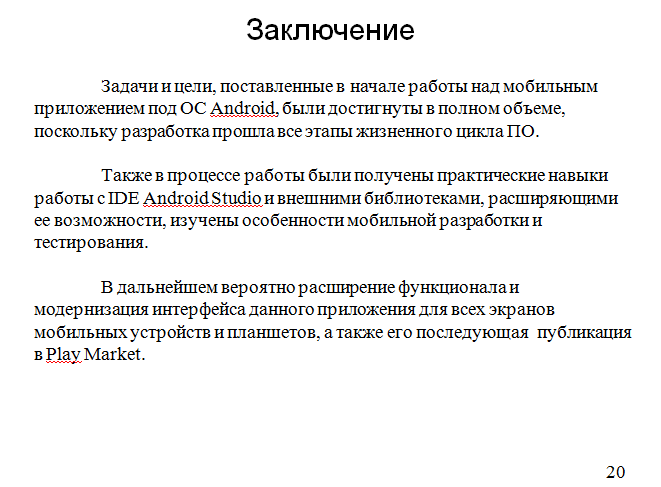 Заключение
Задачи и цели, поставленные в начале работы над мобильным
приложением под ОС Android, были достигнуты в полном объеме,
поскольку разработка прошла все этапы жизненного цикла ПО.
Также в процессе работы были получены практические навыки
работы с IDE Android Studio и внешними библиотеками, расширяющими
ее возможности, изучены особенности мобильной разработки и
тестирования.
В дальнейшем вероятно расширение функционала и
модернизация интерфейса данного приложения для всех экранов
мобильных устройств и планшетов, а также его последующая публикация
в Play Market.
20